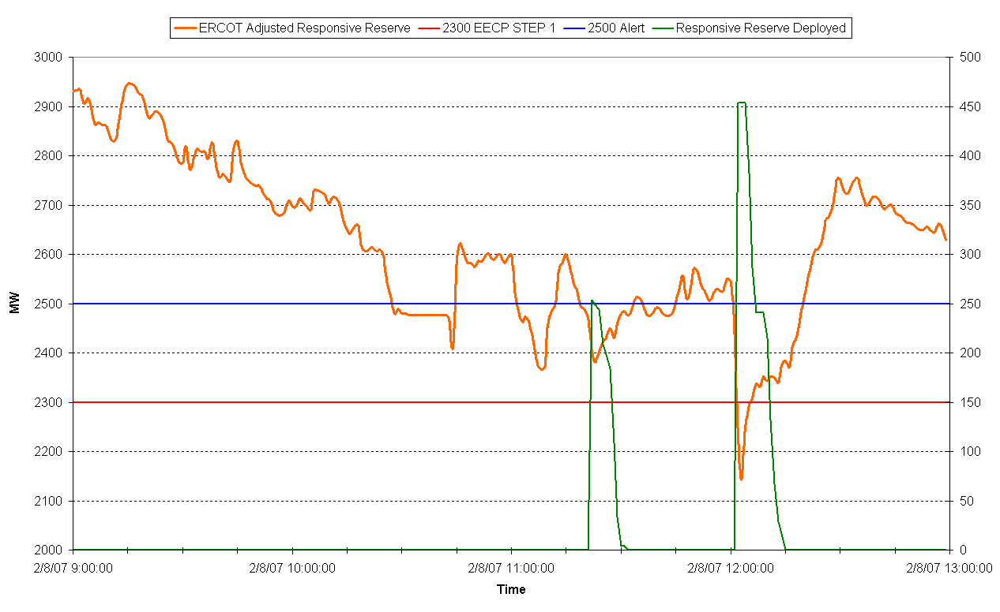 ERCOT Adjusted Responsive Reserve 2300 EECP STEP 1 2500 Alert Responsive Reserve Deployed
3000 500
2900 450
2800 400
2700 350
2600 300
2500 250
2400 200
2300 150
2200 100
2100 50
2000 0
MW
2/8/07 9:00:00 2/8/07 10:00:00 2/8/07 11:00:00 2/8/07 12:00:00 2/8/07 13:00:00
Time